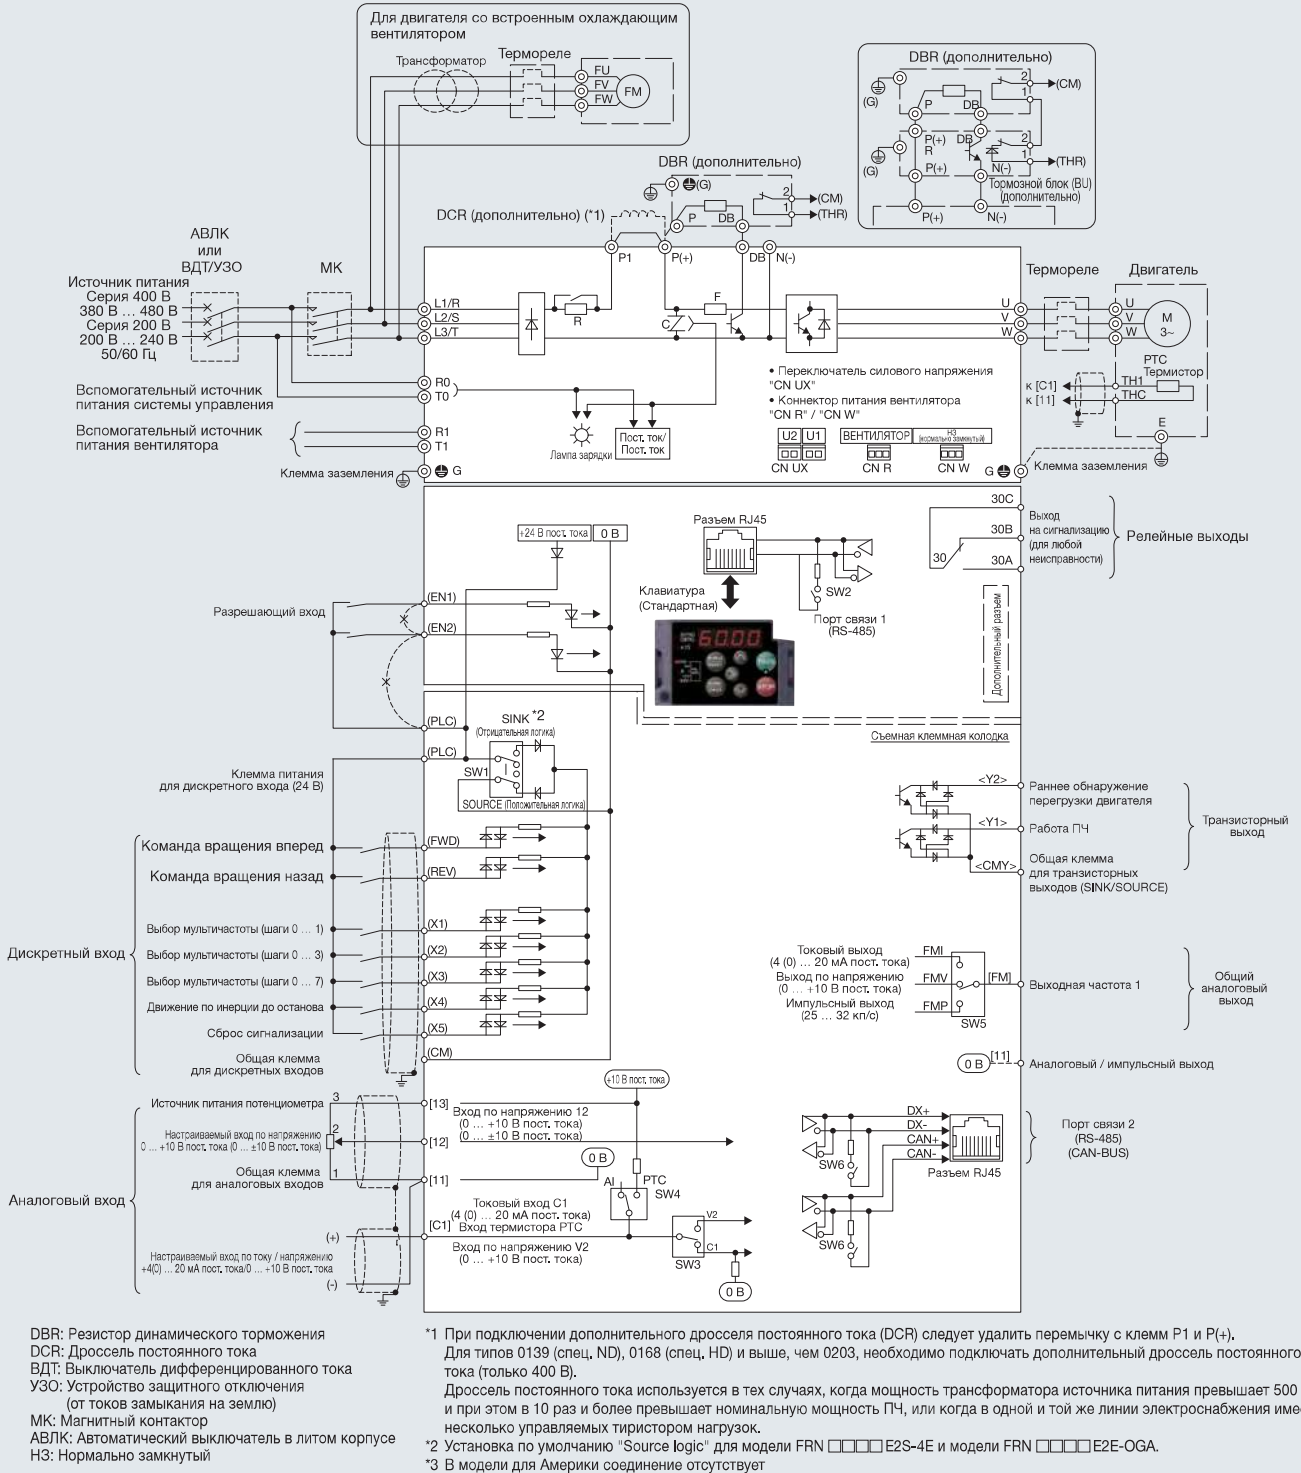 Для двигателя со встроенным охлаждающим
вентилятором
Трансформатор
Термореле
FU
FV
FW
FM
DBR (дополнительно)
2
1
(CM)
(G)
P
DB
P(+)
R
DB
2
1
(THR)
(G)
P(+)
N(-)
Тормозной блок (BU)
(дополнительно)
P(+)
N(-)
DBR (дополнительно)
(G)
2
1
(CM)
(THR)
P
DB
DCR (дополнительно) (*1)
P1
P(+)
DB
N(-)
АВЛК
или
ВДТ/УЗО
МК
Источник питания
Серия 400 В
380 В ... 480 В
Серия 200 В
200 В ... 240 В
50/60 Гц
L1/R
L2/S
L3/T
R
C
F
U
V
W
Термореле
Двигатель
U
V
W
M
3~
PTC
Термистор
к [C1]
к [11]
TH1
THC
E
Вспомогательный источник
питания системы управления
R0
T0
Вспомогательный источник
питания вентилятора
R1
T1
Клемма заземления
G
Лампа зарядки
Пост. ток/
Пост. ток
• Переключатель силового напряжения
"CN UX"
• Коннектор питания вентилятора
"CN R" / "CN W"
U2
U1
CN UX
ВЕНТИЛЯТОР
НЗ
(нормально замкнутый)
CN R
CN W
G
Клемма заземления
+24 В пост. тока
0 В
Разъем RJ45
SW2
Клавиатура
(Стандартная)
Порт связи 1
(RS-485)
60.00
30C
30B
30
30A
Выход
на сигнализацию
(для любой
неисправности)
Релейные выходы
Дополнительный разъем
Разрешающий вход
(EN1)
(EN2)
(PLC)
(PLC)
SINK *2
(Отрицательная логика)
SW1
SOURCE (Положительная логика)
Съемная клеммная колодка
Клемма питания
для дискретного входа (24 В)
Дискретный вход
Команда вращения вперед
(FWD)
Команда вращения назад
(REV)
Выбор мультичастоты (шаги 0 ... 1)
(X1)
Выбор мультичастоты (шаги 0 ... 3)
(X2)
Выбор мультичастоты (шаги 0 ... 7)
(X3)
Движение по инерции до останова
(X4)
Сброс сигнализации
(X5)
Общая клемма
для дискретных входов
(CM)
<Y2>
Раннее обнаружение
перегрузки двигателя
<Y1>
Работа ПЧ
<CMY>
Общая клемма
для транзисторных
выходов (SINK/SOURCE)
Транзисторный
выход
Токовый выход
(4 (0) ... 20 мА пост. тока)
Выход по напряжению
(0 ... +10 В пост. тока)
Импульсный выход
(25 ... 32 кп/с)
FMI
FMV
FMP
[FM]
SW5
Выходная частота 1
Общий
аналоговый
выход
0 В
[11]
Аналоговый / импульсный выход
Аналоговый вход
Источник питания потенциометра
3
[13]
+10 В пост. тока
Вход по напряжению 12
(0 ... +10 В пост. тока)
(0 ... ±10 В пост. тока)
Настраиваемый вход по напряжению
0 ... +10 В пост. тока (0 ... ±10 В пост. тока)
2
[12]
0 В
Общая клемма
для аналоговых входов
1
[11]
AI
PTC
SW4
Токовый вход C1
(4 (0) ... 20 мА пост. тока)
Вход термистора PTC
[C1]
(+)
Вход по напряжению V2
(0 ... +10 В пост. тока)
V2
C1
SW3
0 В
Настраиваемый вход по току / напряжению
+4(0) ... 20 мА пост. тока/0 ... +10 В пост. тока
(-)
DX+
DX-
CAN+
CAN-
SW6
SW6
Разъем RJ45
Порт связи 2
(RS-485)
(CAN-BUS)
DBR: Резистор динамического торможения
DCR: Дроссель постоянного тока
ВДТ: Выключатель дифференцированного тока
УЗО: Устройство защитного отключения
(от токов замыкания на землю)
МК: Магнитный контактор
АВЛК: Автоматический выключатель в литом корпусе
НЗ: Нормально замкнутый
*1 При подключении дополнительного дросселя постоянного тока (DCR) следует удалить перемычку с клемм P1 и P(+).
Для типов 0139 (спец. ND), 0168 (спец. HD) и выше, чем 0203, необходимо подключать дополнительный дроссель постоянного
тока (только 400 В).
Дроссель постоянного тока используется в тех случаях, когда мощность трансформатора источника питания превышает 500
и при этом в 10 раз и более превышает номинальную мощность ПЧ, или когда в одной и той же линии электроснабжения име
несколько управляемых тиристором нагрузок.
*2 Установка по умолчанию "Source logic" для модели FRN □□□□ E2S-4E и модели FRN □□□□ E2E-OGA.
*3 В модели для Америки соединение отсутствует